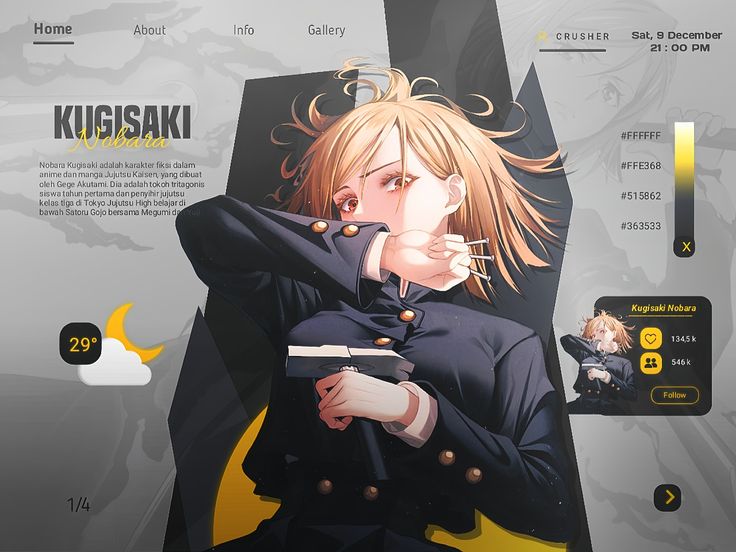 Home
About
Info
Gallery
CRUSHER
Sat, 9 December
21 : 00 PM
KUGISAKI
Nobara
Nobara Kugisaki adalah karakter fiksi dalam
anime dan manga Jujutsu Kaisen, yang dibuat
oleh Gege Akutami. Dia adalah tokoh tritagonis
siswa tahun pertama dan penyihir jujutsu
kelas tiga di Tokyo Jujutsu High belajar di
bawah Satoru Gojo bersama Megumi dan Yuji
#FFFFFF
#FFE368
#515862
#363533
X
29°
Kugisaki Nobara
134,5 k
546 k
Follow
1/4